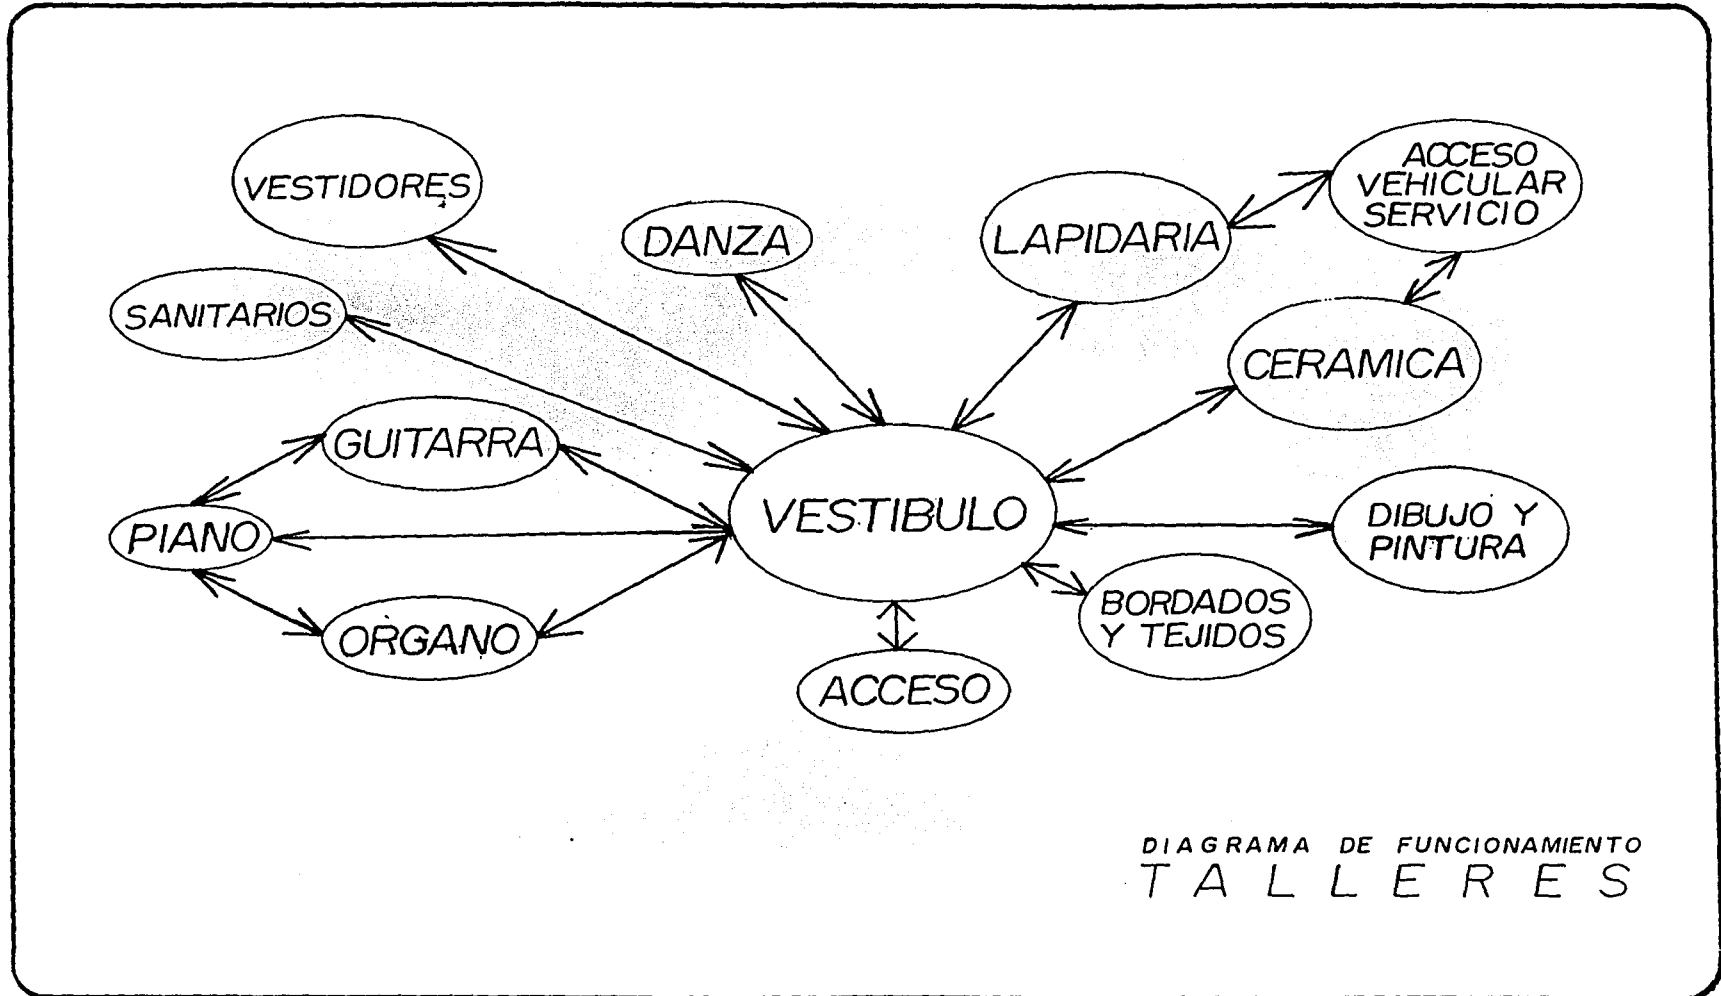 VESTIDORES
DANZA
LAPIDARIA
ACCESO
VEHICULAR
SERVICIO
SANITARIOS
CERAMICA
GUITARRA
VESTIBULO
PIANO
DIBUJO Y
PINTURA
BORDADOS
Y TEJIDOS
ORGANO
ACCESO
DIAGRAMA DE FUNCIONAMIENTO
TALLERES